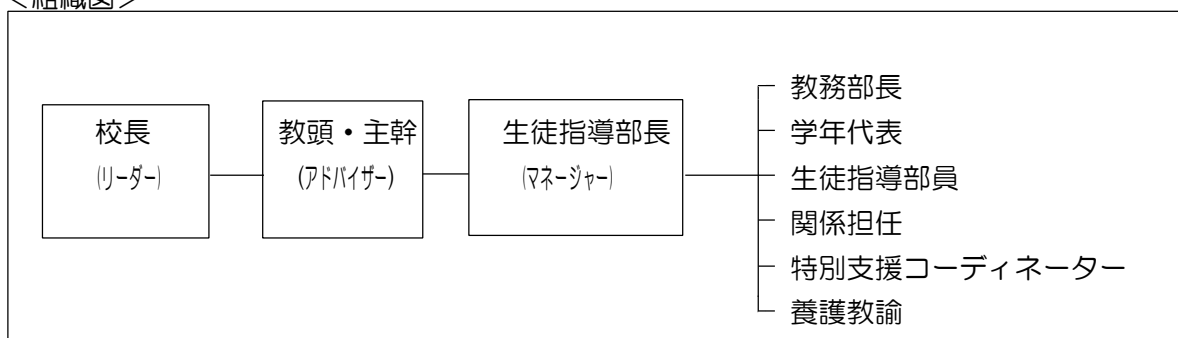 ＜組織図＞
校長
(リーダー)
教頭・主幹
(アドバイザー)
生徒指導部長
(マネージャー)
教務部長
学年代表
生徒指導部員
関係担任
特別支援コーディネーター
養護教諭